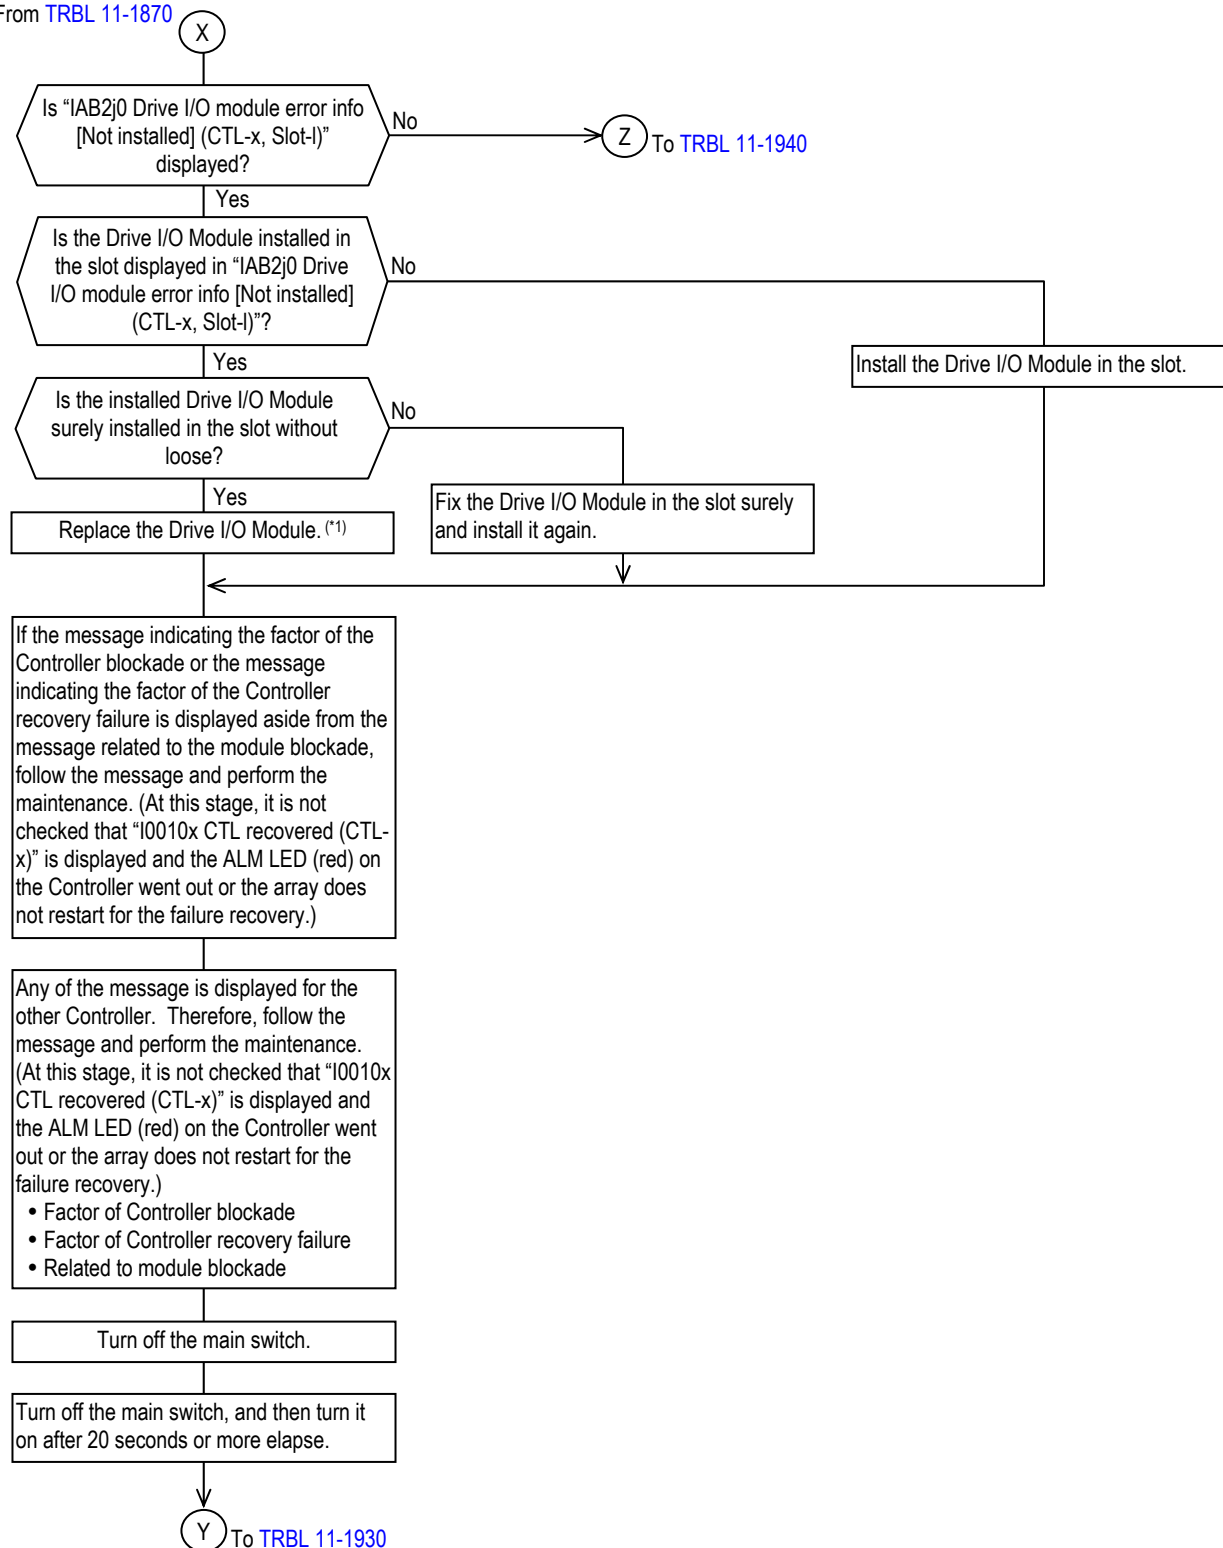 From TRBL 11-1870
X
Is “IAB2j0 Drive I/O module error info
[Not installed] (CTL-x, Slot-l)”
displayed?
No
Z
To TRBL 11-1940
Yes
Is the Drive I/O Module installed in
the slot displayed in “IAB2j0 Drive
I/O module error info [Not installed]
(CTL-x, Slot-l)”?
No
Install the Drive I/O Module in the slot.
Yes
Is the installed Drive I/O Module
surely installed in the slot without
loose?
No
Fix the Drive I/O Module in the slot surely
and install it again.
Yes
Replace the Drive I/O Module. (*1)
If the message indicating the factor of the
Controller blockade or the message
indicating the factor of the Controller
recovery failure is displayed aside from the
message related to the module blockade,
follow the message and perform the
maintenance. (At this stage, it is not
checked that “I0010x CTL recovered (CTL-
x)” is displayed and the ALM LED (red) on
the Controller went out or the array does
not restart for the failure recovery.)
Any of the message is displayed for the
other Controller.  Therefore, follow the
message and perform the maintenance.
(At this stage, it is not checked that “I0010x
CTL recovered (CTL-x)” is displayed and
the ALM LED (red) on the Controller went
out or the array does not restart for the
failure recovery.)
• Factor of Controller blockade
• Factor of Controller recovery failure
• Related to module blockade
Turn off the main switch.
Turn off the main switch, and then turn it
on after 20 seconds or more elapse.
Y
To TRBL 11-1930